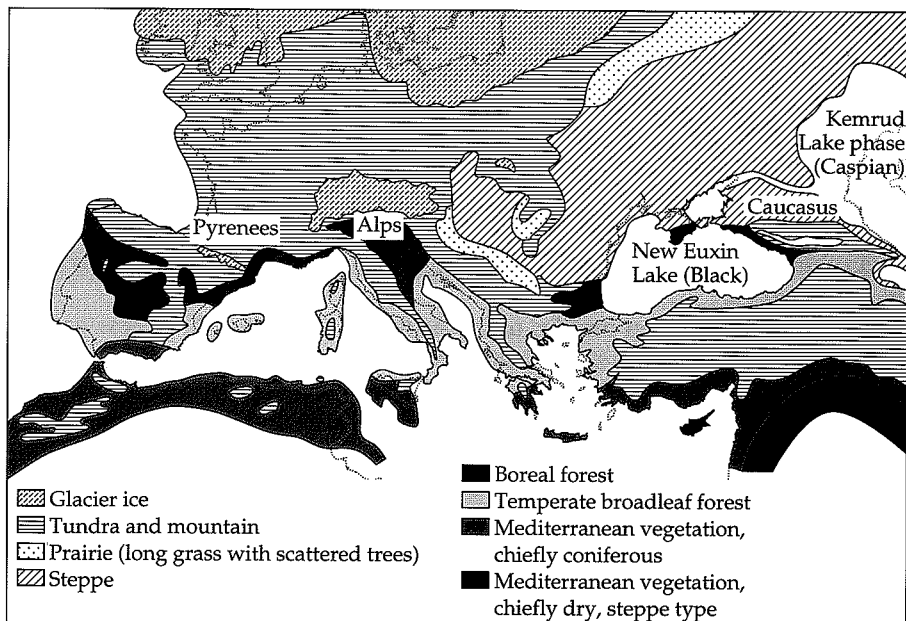 Kemrud
Lake phase
(Caspian)
Pyrenees
Alps
Caucasus
New Euxin
Lake (Black)
Glacier ice
Tundra and mountain
Prairie (long grass with scattered trees)
Steppe
Boreal forest
Temperate broadleaf forest
Mediterranean vegetation,
chiefly coniferous
Mediterranean vegetation,
chiefly dry, steppe type